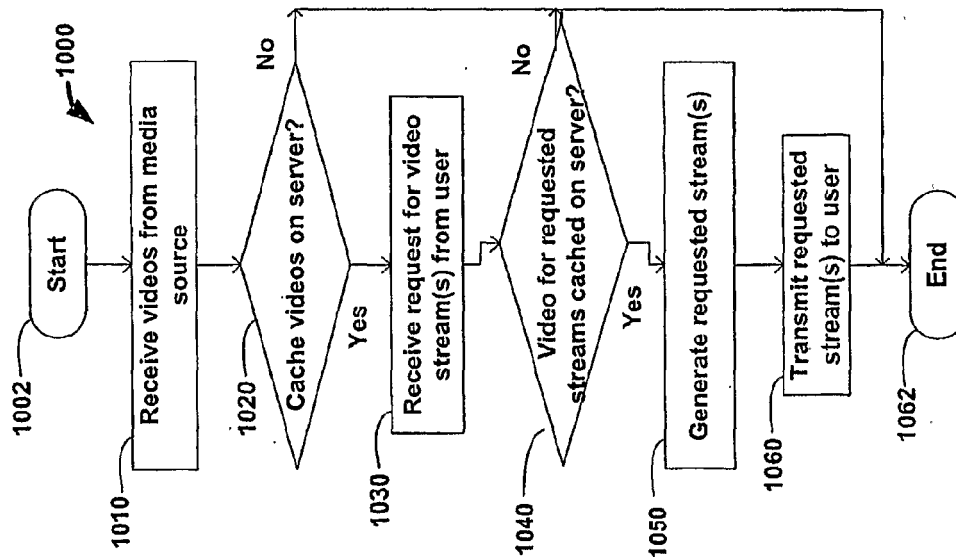 1000
1002
Start
1010
Receive videos from media
source
1020
Cache videos on server?
No
Yes
1030
Receive request for video
stream(s) from user
1040
Video for requested
streams cached on server?
No
Yes
1050
Generate requested stream(s)
1060
Transmit requested
stream(s) to user
1062
End